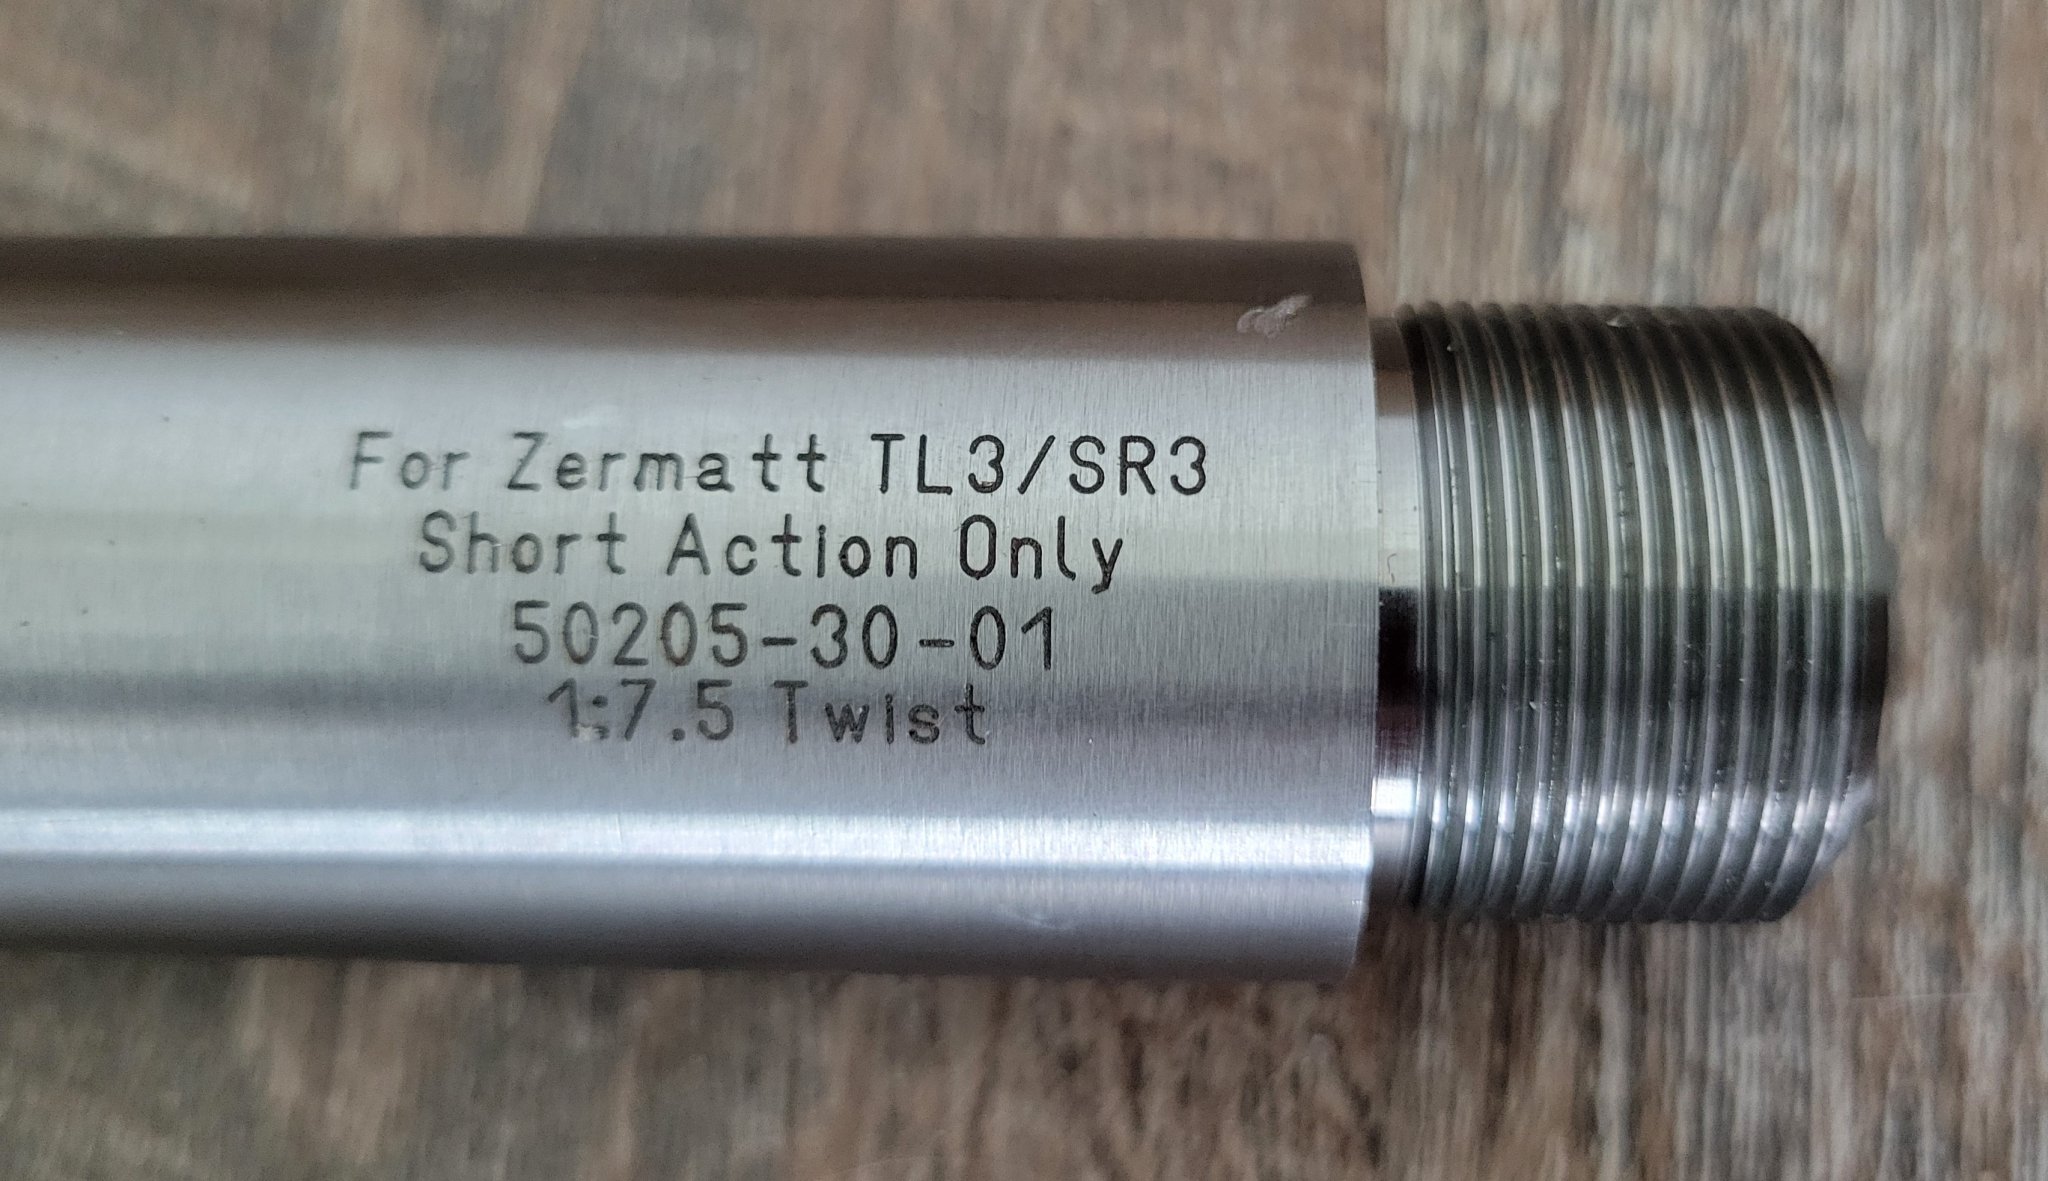 For Zermatt TL3/SR3
Short Action Only
50205-30-01
1:7.5 Twist